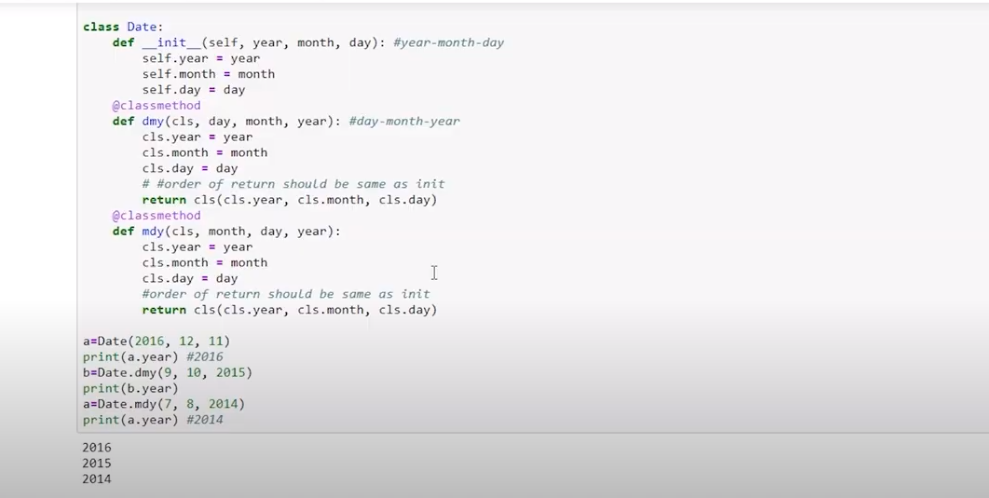 class Date:
    def __init__(self, year, month, day): #year-month-day
        self.year = year
        self.month = month
        self.day = day
    @classmethod
    def dmy(cls, day, month, year): #day-month-year
        cls.year = year
        cls.month = month
        cls.day = day
        # #order of return should be same as init
        return cls(cls.year, cls.month, cls.day)
    @classmethod
    def mdy(cls, month, day, year):
        cls.year = year
        cls.month = month
        cls.day = day
        #order of return should be same as init
        return cls(cls.year, cls.month, cls.day)
a=Date(2016, 12, 11)
print(a.year) #2016
b=Date.dmy(9, 10, 2015)
print(b.year)
a=Date.mdy(7, 8, 2014)
print(a.year) #2014
2016
2015
2014